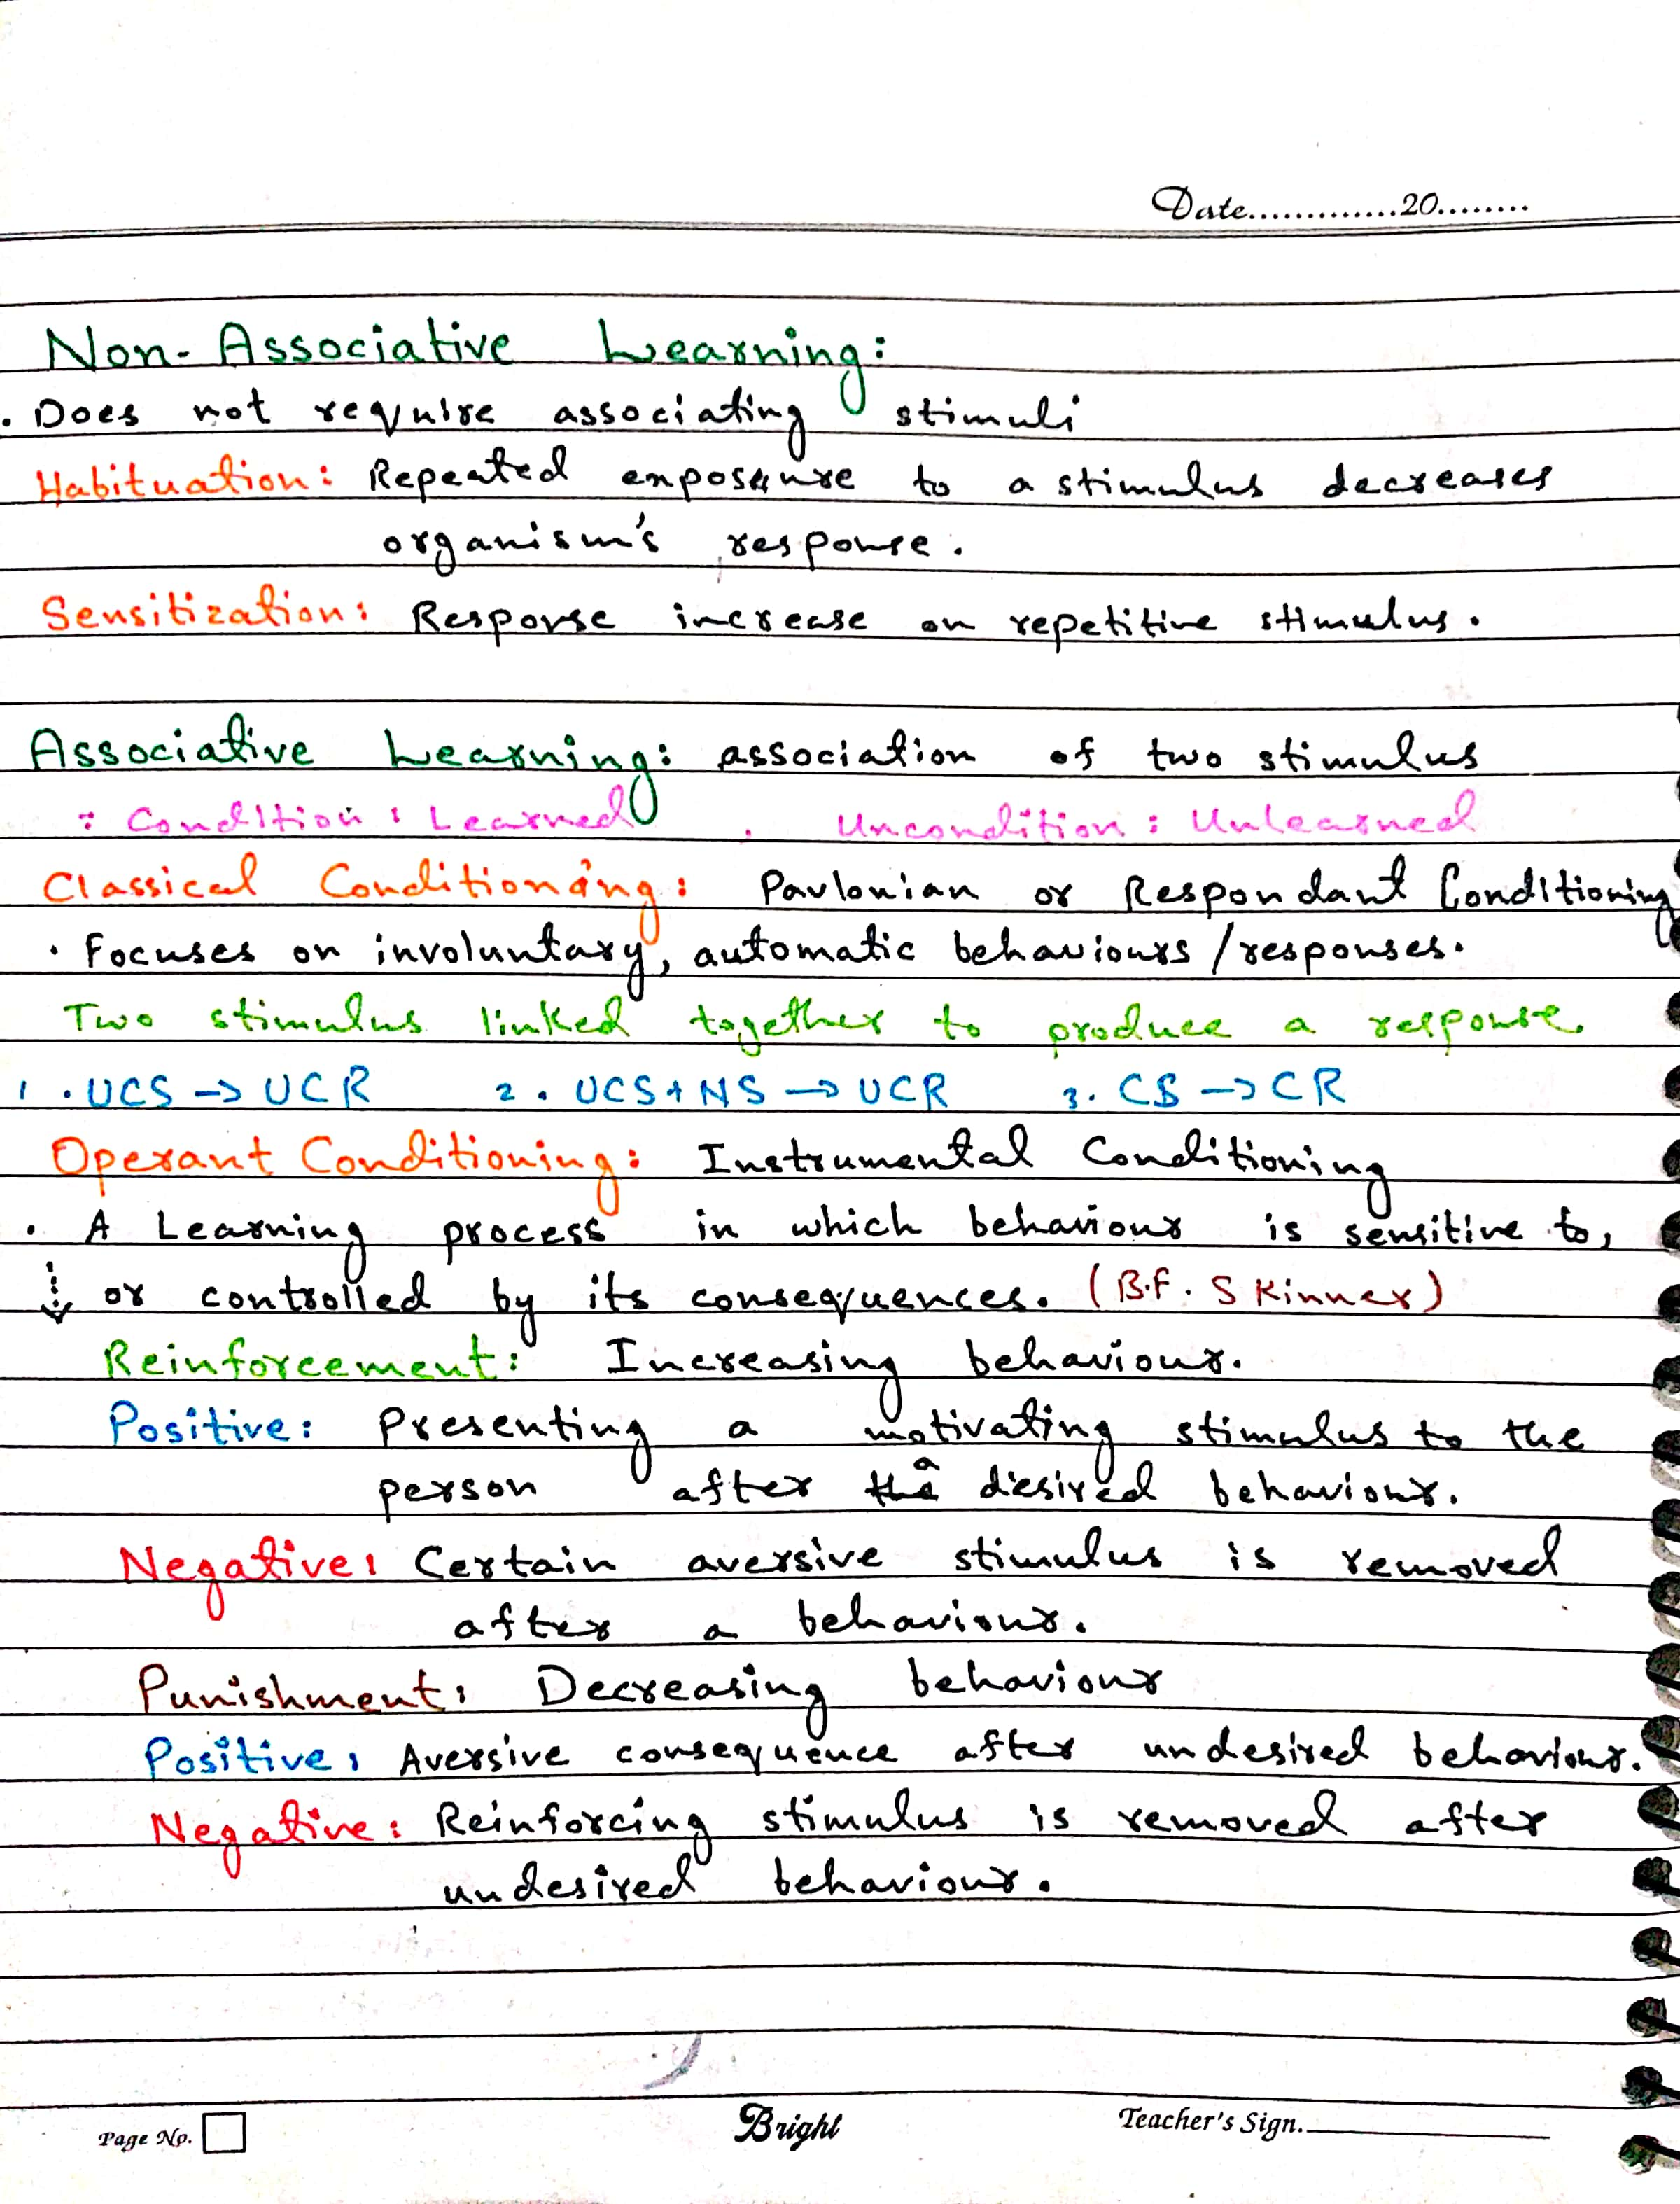 Date..............20........
Non-Associative Learning:
. Does not require associating stimuli
Habituation: Repeated exposure to a stimulus decreases
organism's response.
Sensitization: Response increase on repetitive stimulus.
Associative Learning: association of two stimulus
: Condition : Learned . Uncondition : Unlearned
Classical Conditioning: Pavlonian or Respondant Conditioning
. Focuses on involuntary, automatic behaviours / responses.
Two stimulus linked together to produce a response.
1. UCS → UCR 2. UCS+NS → UCR 3. CS → CR
Operant Conditioning: Instrumental Conditioning
. A Learning process in which behaviour is sensitive to,
or controlled by its consequences. (B.F. Skinner)
Reinforcement: Increasing behaviour.
Positive: Presenting a motivating stimulus to the
person after a desired behaviour.
Negative: Certain aversive stimulus is removed
after a behaviour.
Punishment: Decreasing behaviour
Positive: Aversive consequence after undesired behaviour.
Negative: Reinforcing stimulus is removed after
undesired behaviour.
Page No. Bright Teacher's Sign.